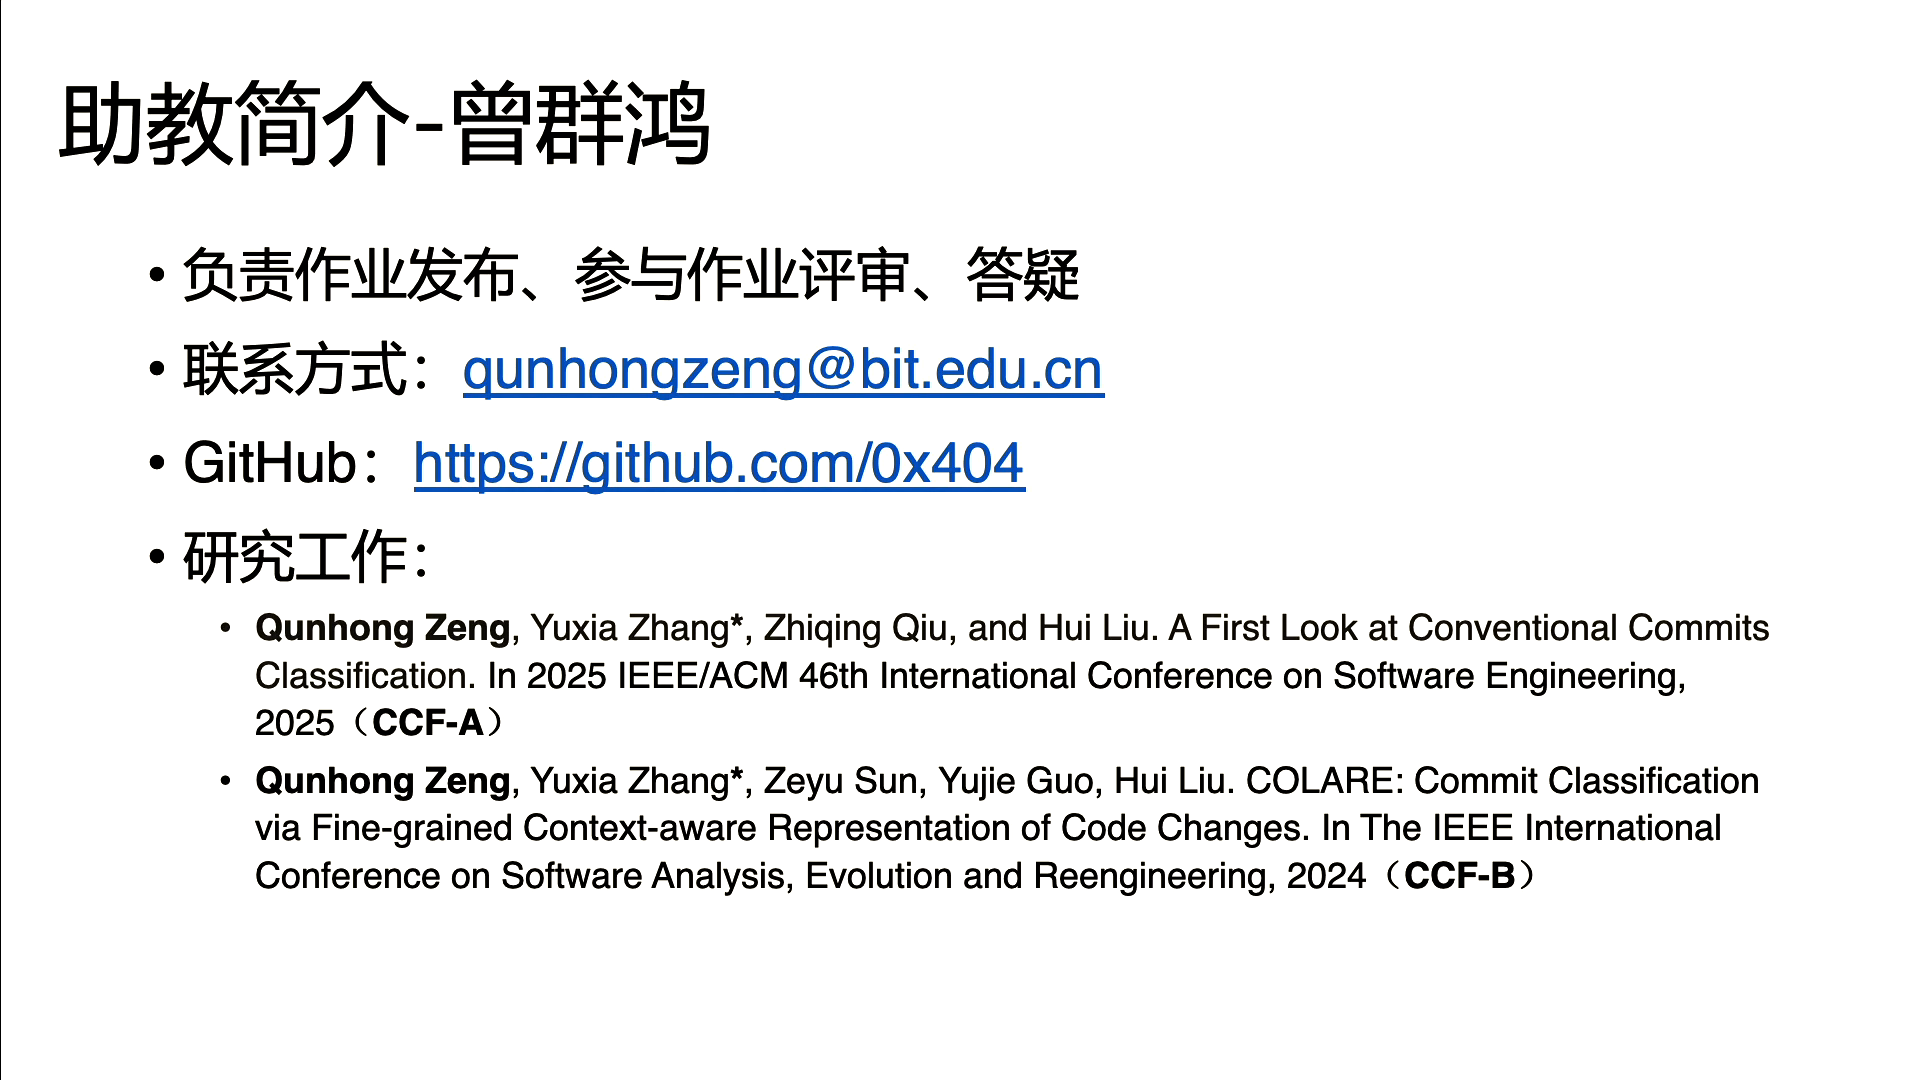 助教简介-曾群鸿
• 负责作业发布、参与作业评审、答疑
• 联系方式：qunhongzeng@bit.edu.cn
• GitHub：https://github.com/0x404
• 研究工作：
• Qunhong Zeng, Yuxia Zhang*, Zhiqing Qiu, and Hui Liu. A First Look at Conventional Commits
Classification. In 2025 IEEE/ACM 46th International Conference on Software Engineering,
2025（CCF-A）
• Qunhong Zeng, Yuxia Zhang*, Zeyu Sun, Yujie Guo, Hui Liu. COLARE: Commit Classification
via Fine-grained Context-aware Representation of Code Changes. In The IEEE International
Conference on Software Analysis, Evolution and Reengineering, 2024（CCF-B）